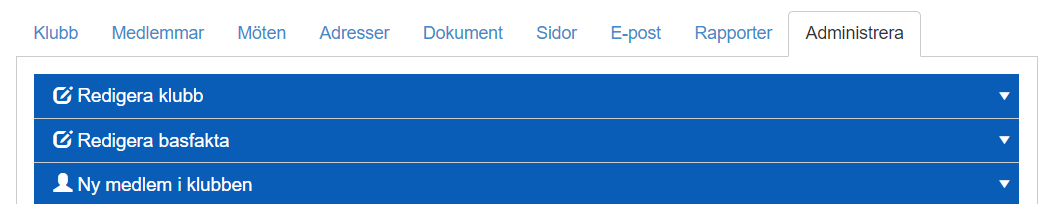 Klubb Medlemmar Möten Adresser Dokument Sidor E-post Rapporter Administrera
Redigera klubb
Redigera basfakta
Ny medlem i klubben